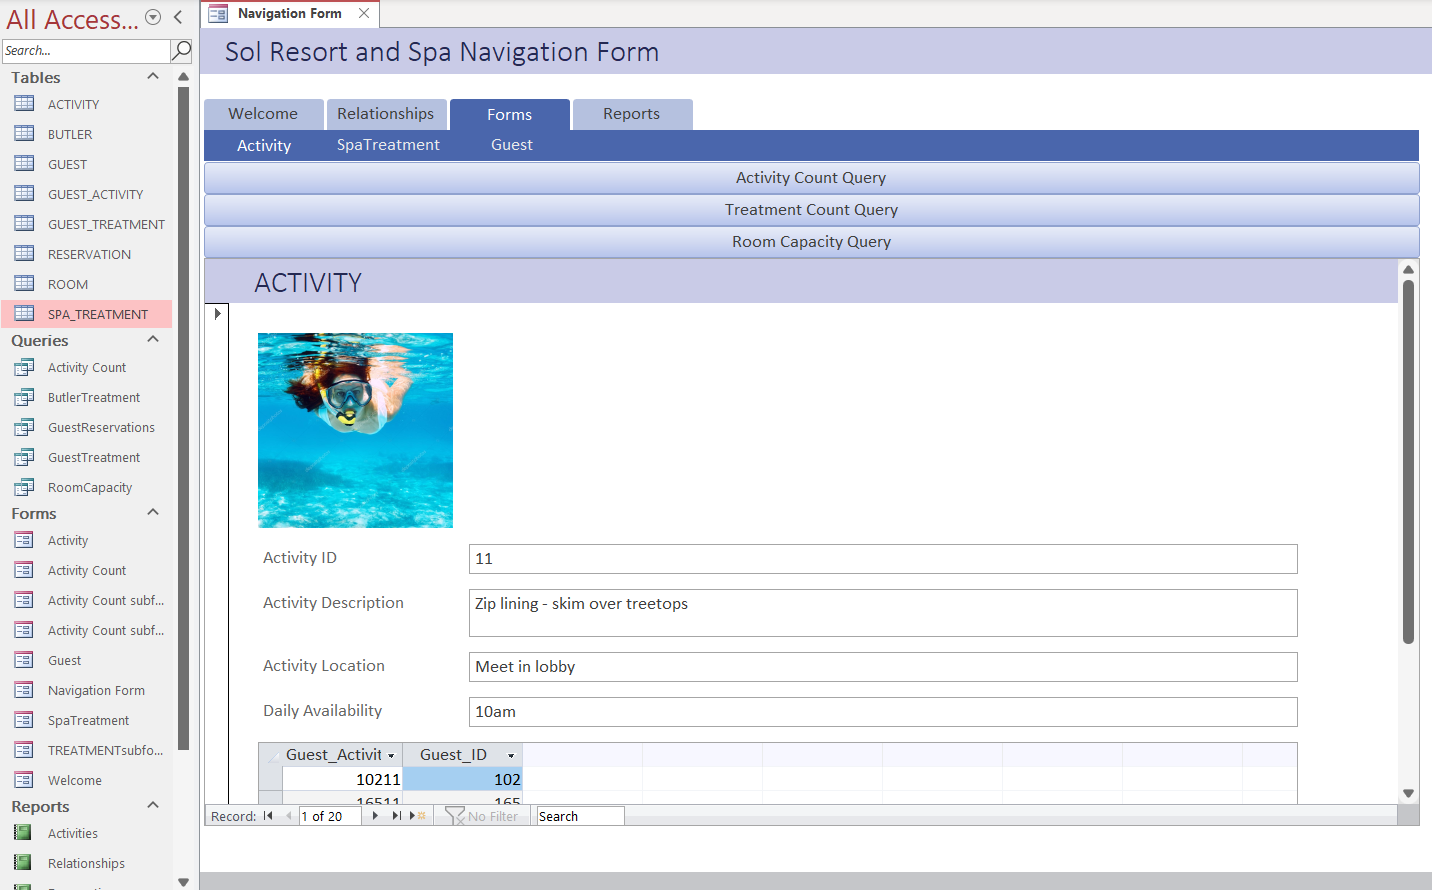 All Access...
Search...
Tables
ACTIVITY
BUTLER
GUEST
GUEST_ACTIVITY
GUEST_TREATMENT
RESERVATION
ROOM
SPA_TREATMENT
Queries
Activity Count
ButlerTreatment
GuestReservations
GuestTreatment
RoomCapacity
Forms
Activity
Activity Count
Activity Count subf...
Activity Count subf...
Guest
Navigation Form
SpaTreatment
TREATMENTsubfo...
Welcome
Reports
Activities
Relationships
Navigation Form
Sol Resort and Spa Navigation Form
Welcome Relationships Forms Reports
Activity SpaTreatment Guest
Activity Count Query
Treatment Count Query
Room Capacity Query
ACTIVITY
Activity ID 11
Activity Description Zip lining - skim over treetops
Activity Location Meet in lobby
Daily Availability 10am
Guest_Activit Guest_ID
10211 102
16511 165
Record: 1 of 20 No Filter Search